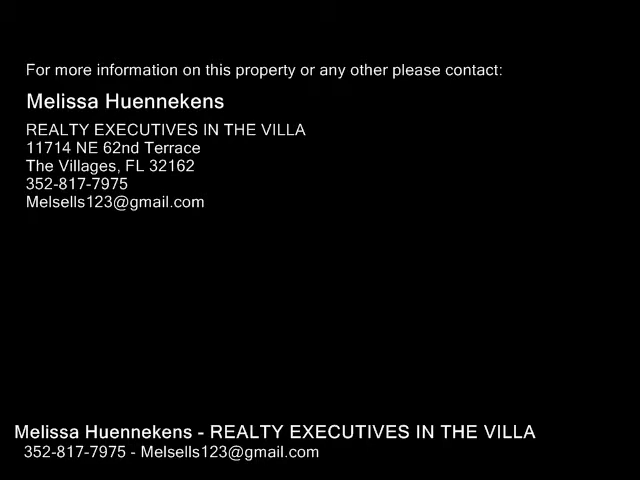 For more information on this property or any other please contact:
Melissa Huennekens
REALTY EXECUTIVES IN THE VILLA
11714 NE 62nd Terrace
The Villages, FL 32162
352-817-7975
Melsells123@gmail.com
Melissa Huennekens - REALTY EXECUTIVES IN THE VILLA
352-817-7975 - Melsells123@gmail.com